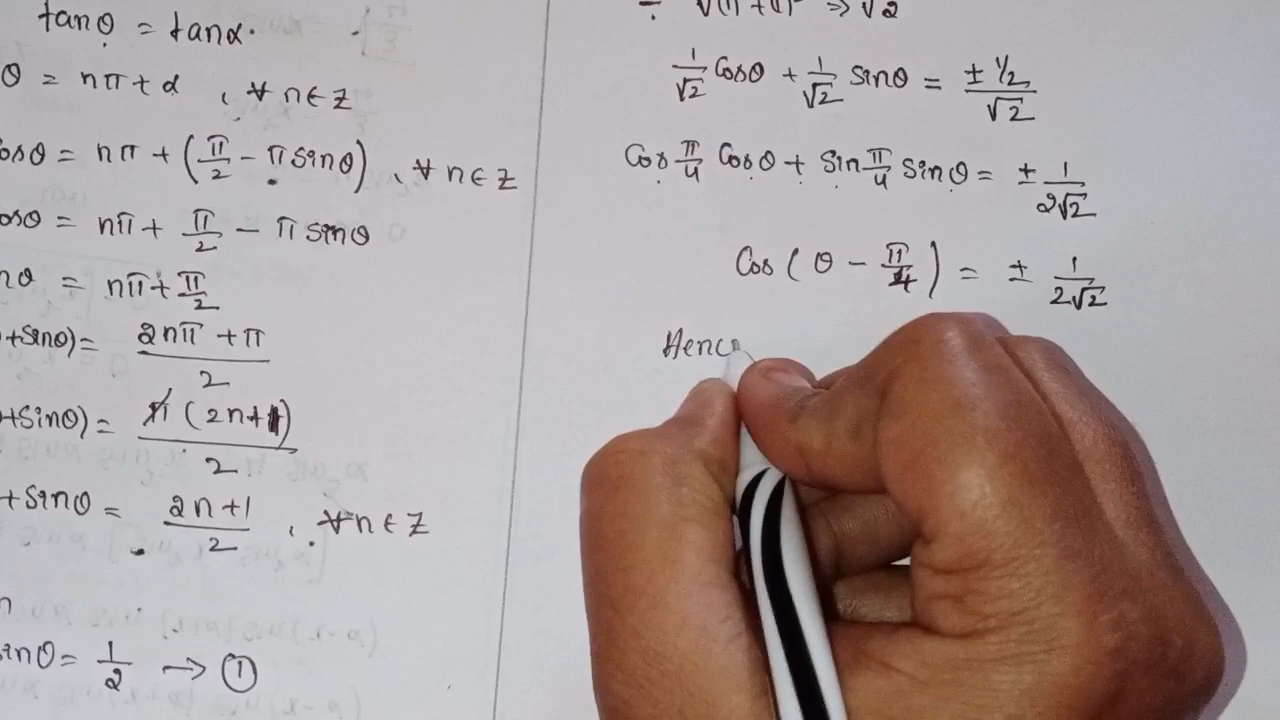 tanθ = tanα.
θ = nπ + α , ∀ n ∈ Z
osθ = nπ + (π/2 - π sinθ) , ∀ n ∈ Z
osθ = nπ + π/2 - π sinθ
nθ = nπ + π/2
+sinθ) = 2nπ + π / 2
+sinθ) = π (2n+1) / 2
+ sinθ = 2n+1 / 2 , ∀ n ∈ Z
inθ = 1/2 → ①
⇒ √2
1/√2 cosθ + 1/√2 sinθ = ± 1/2 / √2
Cos π/4 Cosθ + Sin π/4 sinθ = ± 1/2√2
Cos (θ - π/4) = ± 1/2√2
Henc